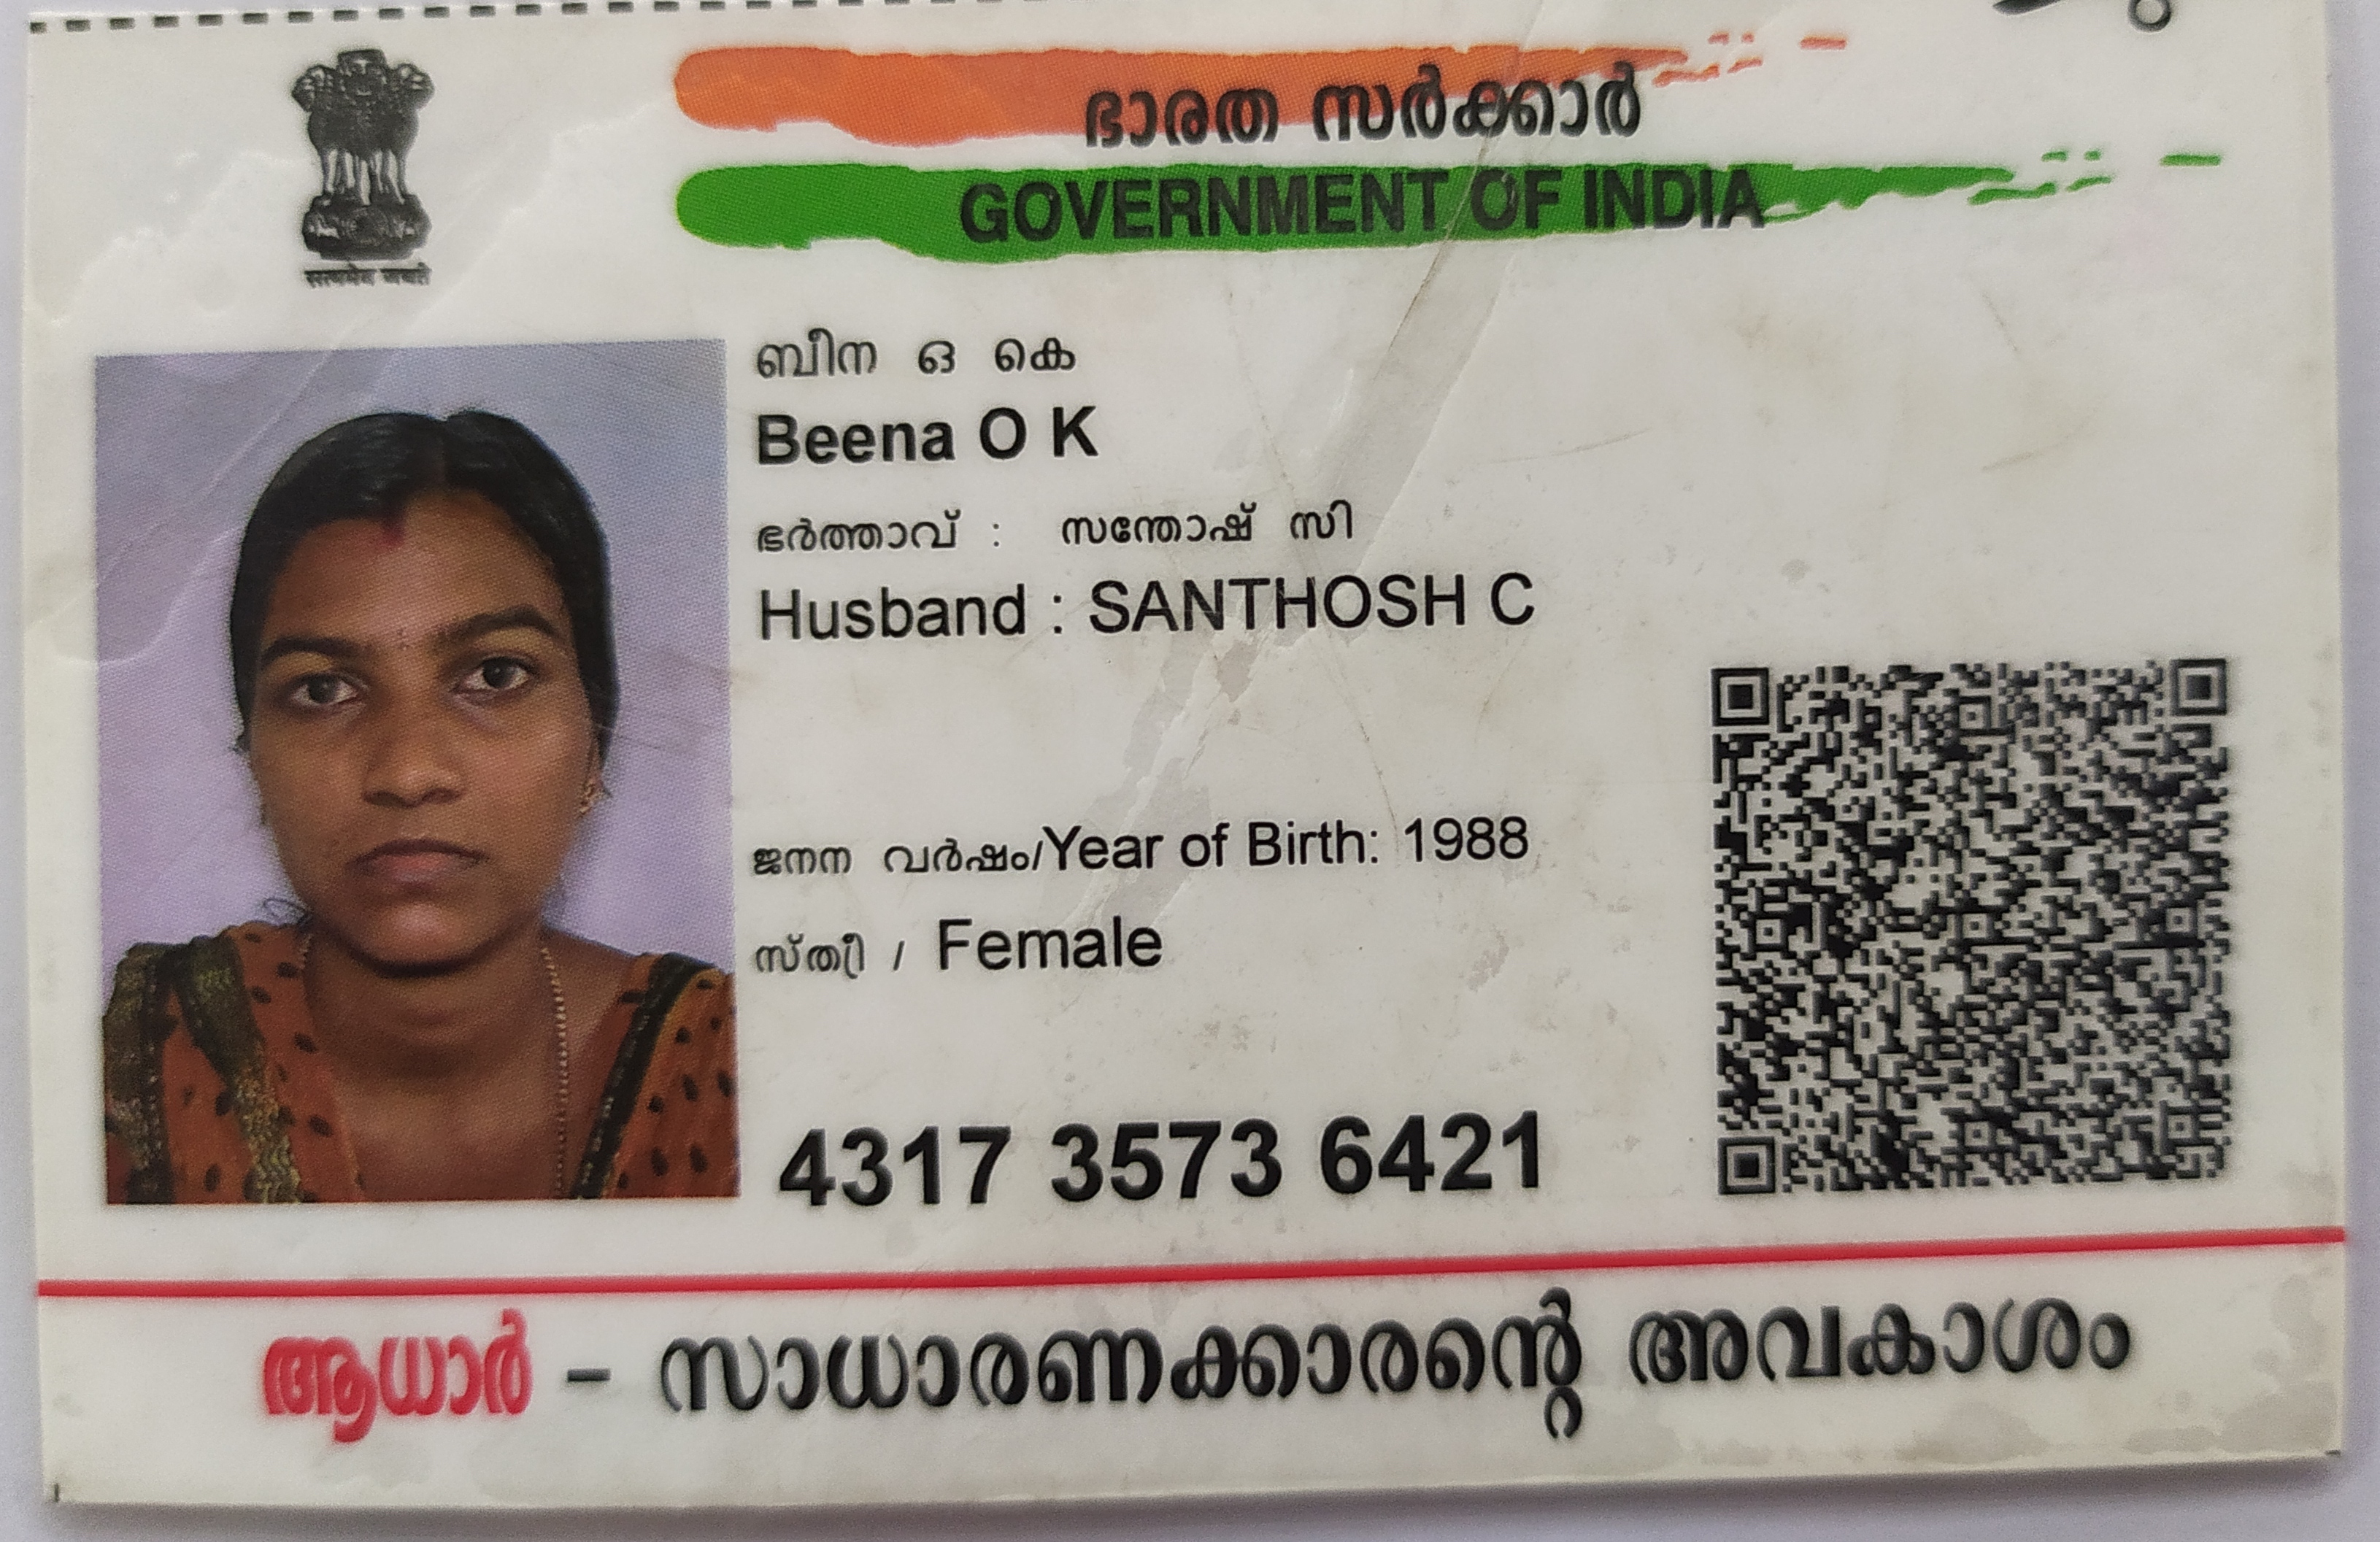 सत्यमेव जयते
ഭാരത സർക്കാർ
GOVERNMENT OF INDIA
ബീന ഒ കെ
Beena O K
ഭർത്താവ് : സന്തോഷ് സി
Husband : SANTHOSH C
ജനന വർഷം/Year of Birth: 1988
സ്ത്രീ / Female
4317 3573 6421
ആധാർ - സാധാരണക്കാരന്റെ അവകാശം